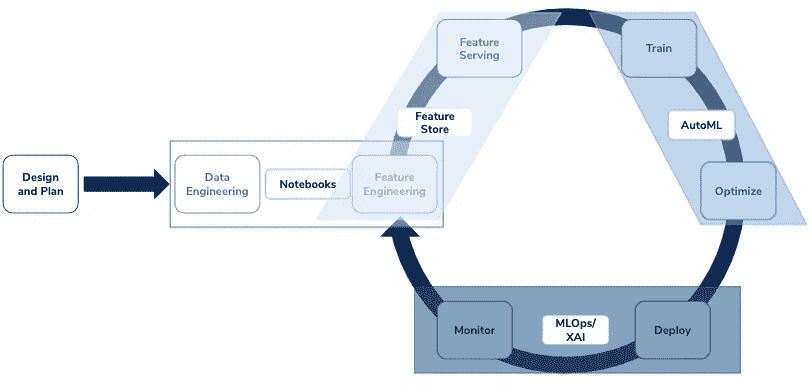 Feature
Serving
Train
Feature
Store
AutoML
Design
and Plan
Data
Engineering
Notebooks
Feature
Engineering
Optimize
Monitor
MLOps/
XAI
Deploy